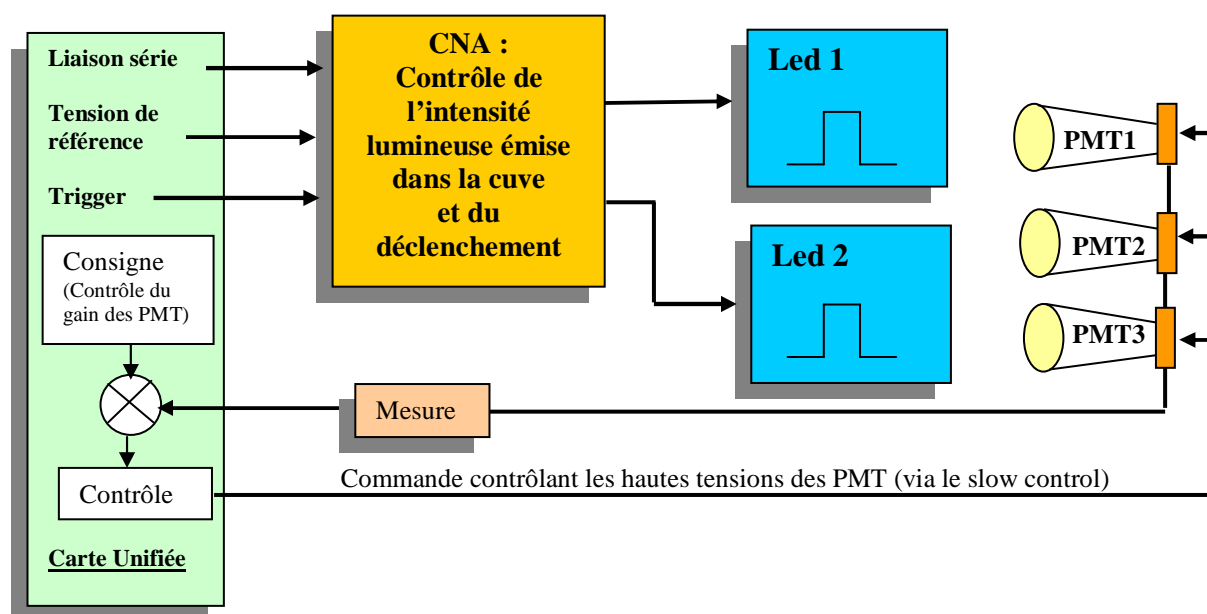 Liaison série
Tension de
référence
Trigger
Consigne
(Contrôle du
gain des PMT)
Contrôle
Carte Unifiée
CNA :
Contrôle de
l’intensité
lumineuse émise
dans la cuve
et du
déclenchement
Led 1
Led 2
PMT1
PMT2
PMT3
Mesure
Commande contrôlant les hautes tensions des PMT (via le slow control)